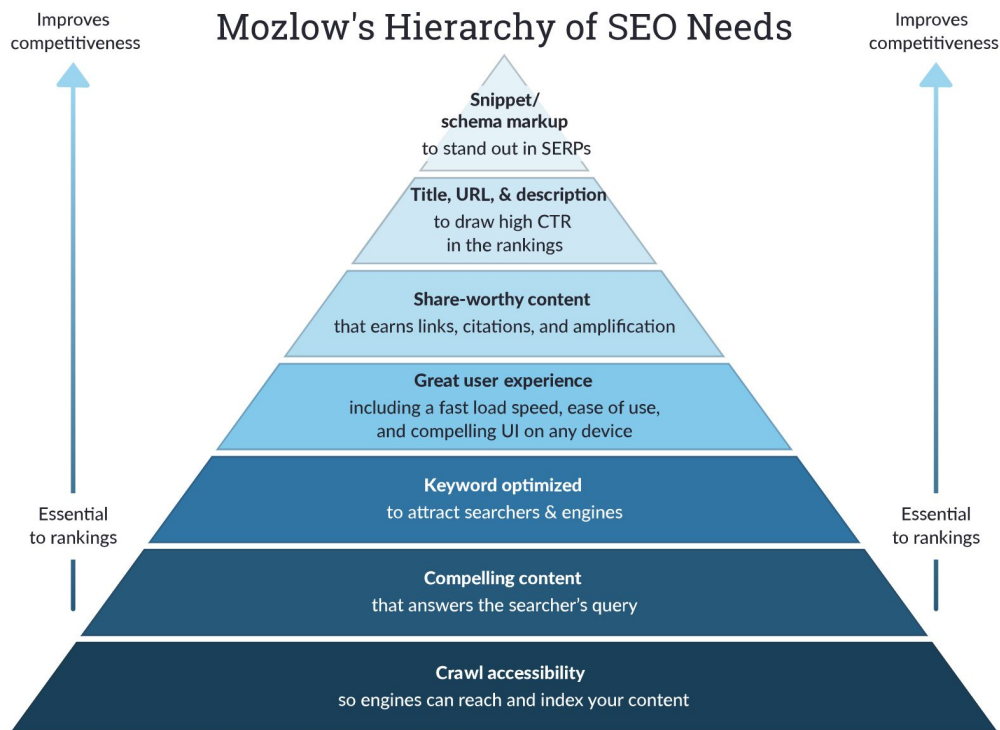 Mozlow's Hierarchy of SEO Needs
Improves
competitiveness
Improves
competitiveness
Snippet/
schema markup
to stand out in SERPs
Title, URL, & description
to draw high CTR
in the rankings
Share-worthy content
that earns links, citations, and amplification
Great user experience
including a fast load speed, ease of use,
and compelling UI on any device
Keyword optimized
to attract searchers & engines
Essential
to rankings
Essential
to rankings
Compelling content
that answers the searcher’s query
Crawl accessibility
so engines can reach and index your content